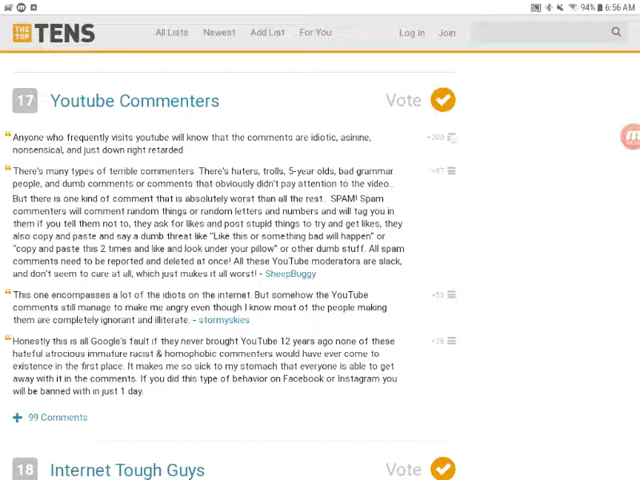 94% 6:56 AM
THE TOP TENS
All Lists Newest Add List For You Log In Join
17 Youtube Commenters Vote
Anyone who frequently visits youtube will know that the comments are idiotic, asinine, +205
nonsensical, and just down right retarded
There's many types of terrible commenters. There's haters, trolls, 5-year olds, bad grammar +87
people, and dumb comments or comments that obviously didn't pay attention to the video...
But there is one kind of comment that is absolutely worst than all the rest... SPAM! Spam
commenters will comment random things or random letters and numbers and will tag you in
them if you tell them not to, they ask for likes and post stupid things to try and get likes, they
also copy and paste and say a dumb threat like "Like this or something bad will happen" or
"copy and paste this 2 times and like and look under your pillow" or other dumb stuff. All spam
comments need to be reported and deleted at once! All these YouTube moderators are slack,
and don't seem to care at all, which just makes it all worst! - SheepBuggy
This one encompasses a lot of the idiots on the internet. But somehow the YouTube
comments still manage to make me angry even though I know most of the people making
them are completely ignorant and illiterate. - stormyskies
Honestly this is all Google's fault if they never brought YouTube 12 years ago none of these
hateful atrocious immature racist & homophobic commenters would have ever come to
existence in the first place. It makes me so sick to my stomach that everyone is able to get
away with it in the comments. If you did this type of behavior on Facebook or Instagram you
will be banned with in just 1 day.
99 Comments
18 Internet Tough Guys Vote